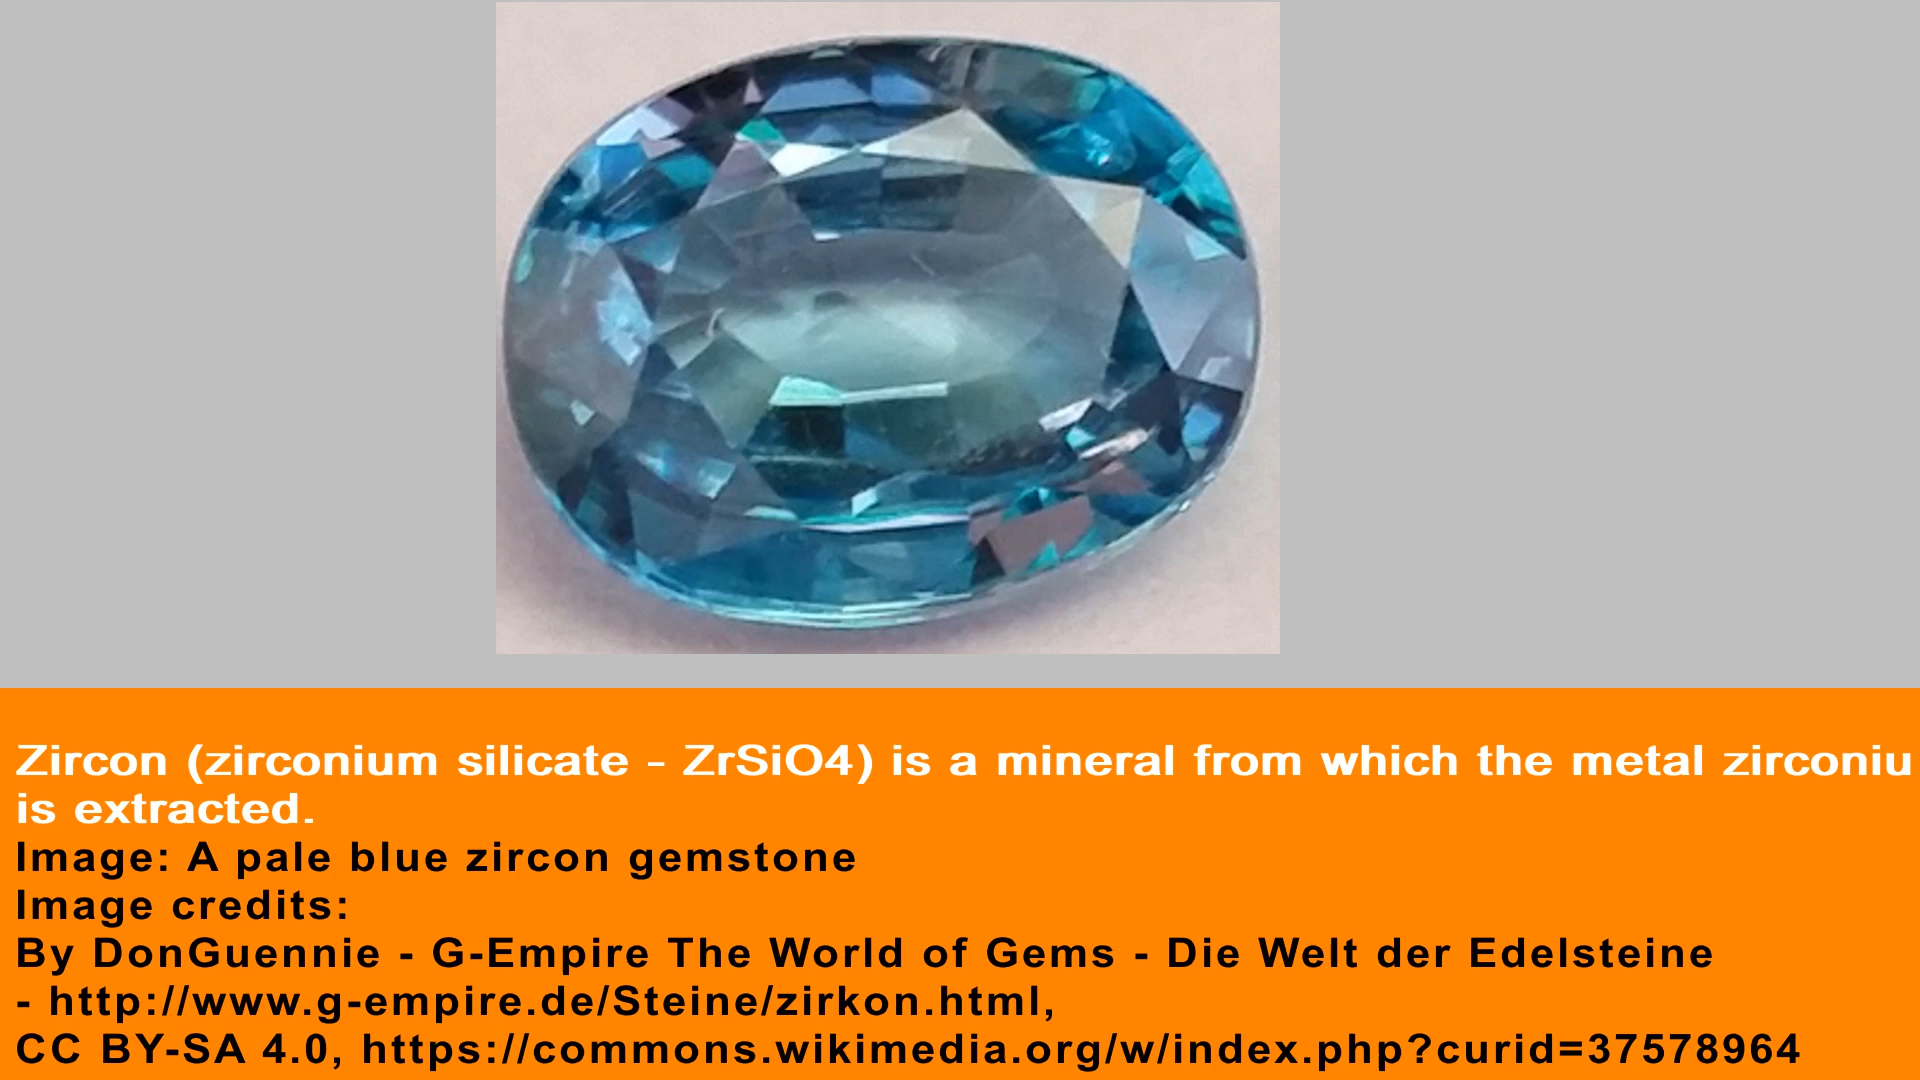 Zircon (zirconium silicate - ZrSiO4) is a mineral from which the metal zirconiu
is extracted.
Image: A pale blue zircon gemstone
Image credits:
By DonGuennie - G-Empire The World of Gems - Die Welt der Edelsteine
- http://www.g-empire.de/Steine/zirkon.html,
CC BY-SA 4.0, https://commons.wikimedia.org/w/index.php?curid=37578964